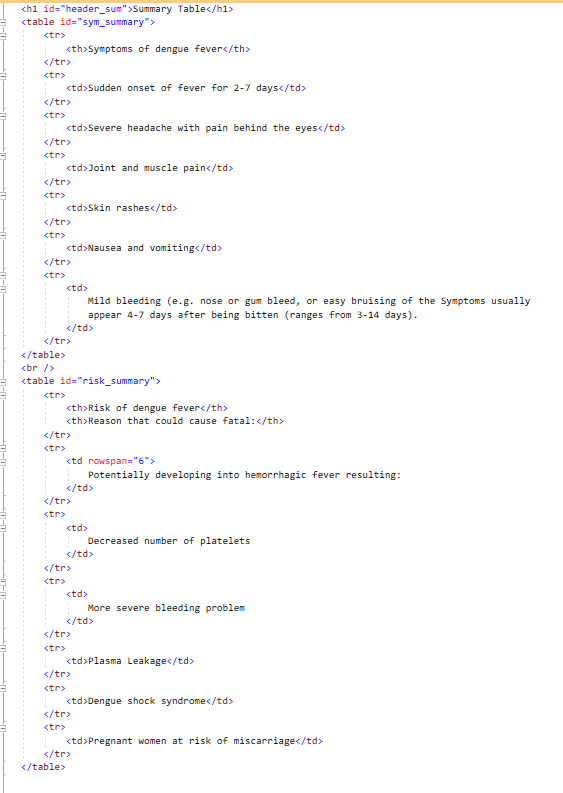 <h1 id="header_sum">Summary Table</h1>
<table id="sym_summary">
<tr>
<th>Symptoms of dengue fever</th>
</tr>
<tr>
<td>Sudden onset of fever for 2-7 days</td>
</tr>
<tr>
<td>Severe headache with pain behind the eyes</td>
</tr>
<tr>
<td>Joint and muscle pain</td>
</tr>
<tr>
<td>Skin rashes</td>
</tr>
<tr>
<td>Nausea and vomiting</td>
</tr>
<tr>
<td>
Mild bleeding (e.g. nose or gum bleed, or easy bruising of the Symptoms usually
appear 4-7 days after being bitten (ranges from 3-14 days).
</td>
</tr>
</table>
<br />
<table id="risk_summary">
<tr>
<th>Risk of dengue fever</th>
<th>Reason that could cause fatal:</th>
</tr>
<tr>
<td rowspan="6">
Potentially developing into hemorrhagic fever resulting:
</td>
</tr>
<tr>
<td>
Decreased number of platelets
</td>
</tr>
<tr>
<td>
More severe bleeding problem
</td>
</tr>
<tr>
<td>Plasma Leakage</td>
</tr>
<tr>
<td>Dengue shock syndrome</td>
</tr>
<tr>
<td>Pregnant women at risk of miscarriage</td>
</tr>
</table>